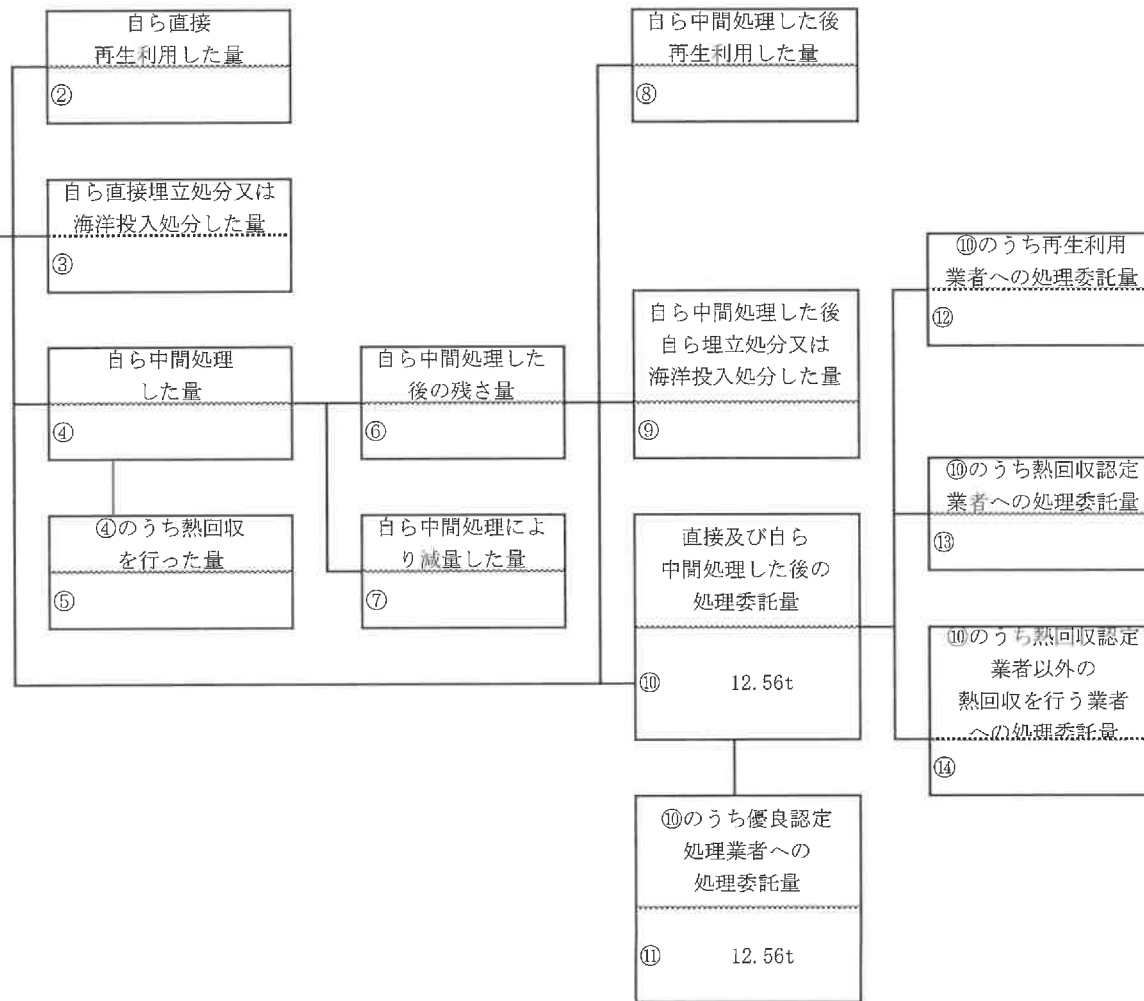 自ら直接
再生利用した量
②
自ら直接埋立処分又は
海洋投入処分した量
③
自ら中間処理
した量
④
④のうち熱回収
を行った量
⑤
自ら中間処理した
後の残さ量
⑥
自ら中間処理によ
り減量した量
⑦
自ら中間処理した後
再生利用した量
⑧
自ら中間処理した後
自ら埋立処分又は
海洋投入処分した量
⑨
直接及び自ら
中間処理した後の
処理委託量
⑩ 12.56t
⑩のうち優良認定
処理業者への
処理委託量
⑪ 12.56t
⑩のうち再生利用
業者への処理委託量
⑫
⑩のうち熱回収認定
業者への処理委託量
⑬
⑩のうち熱回収認定
業者以外の
熱回収を行う業者
への処理委託量
⑭